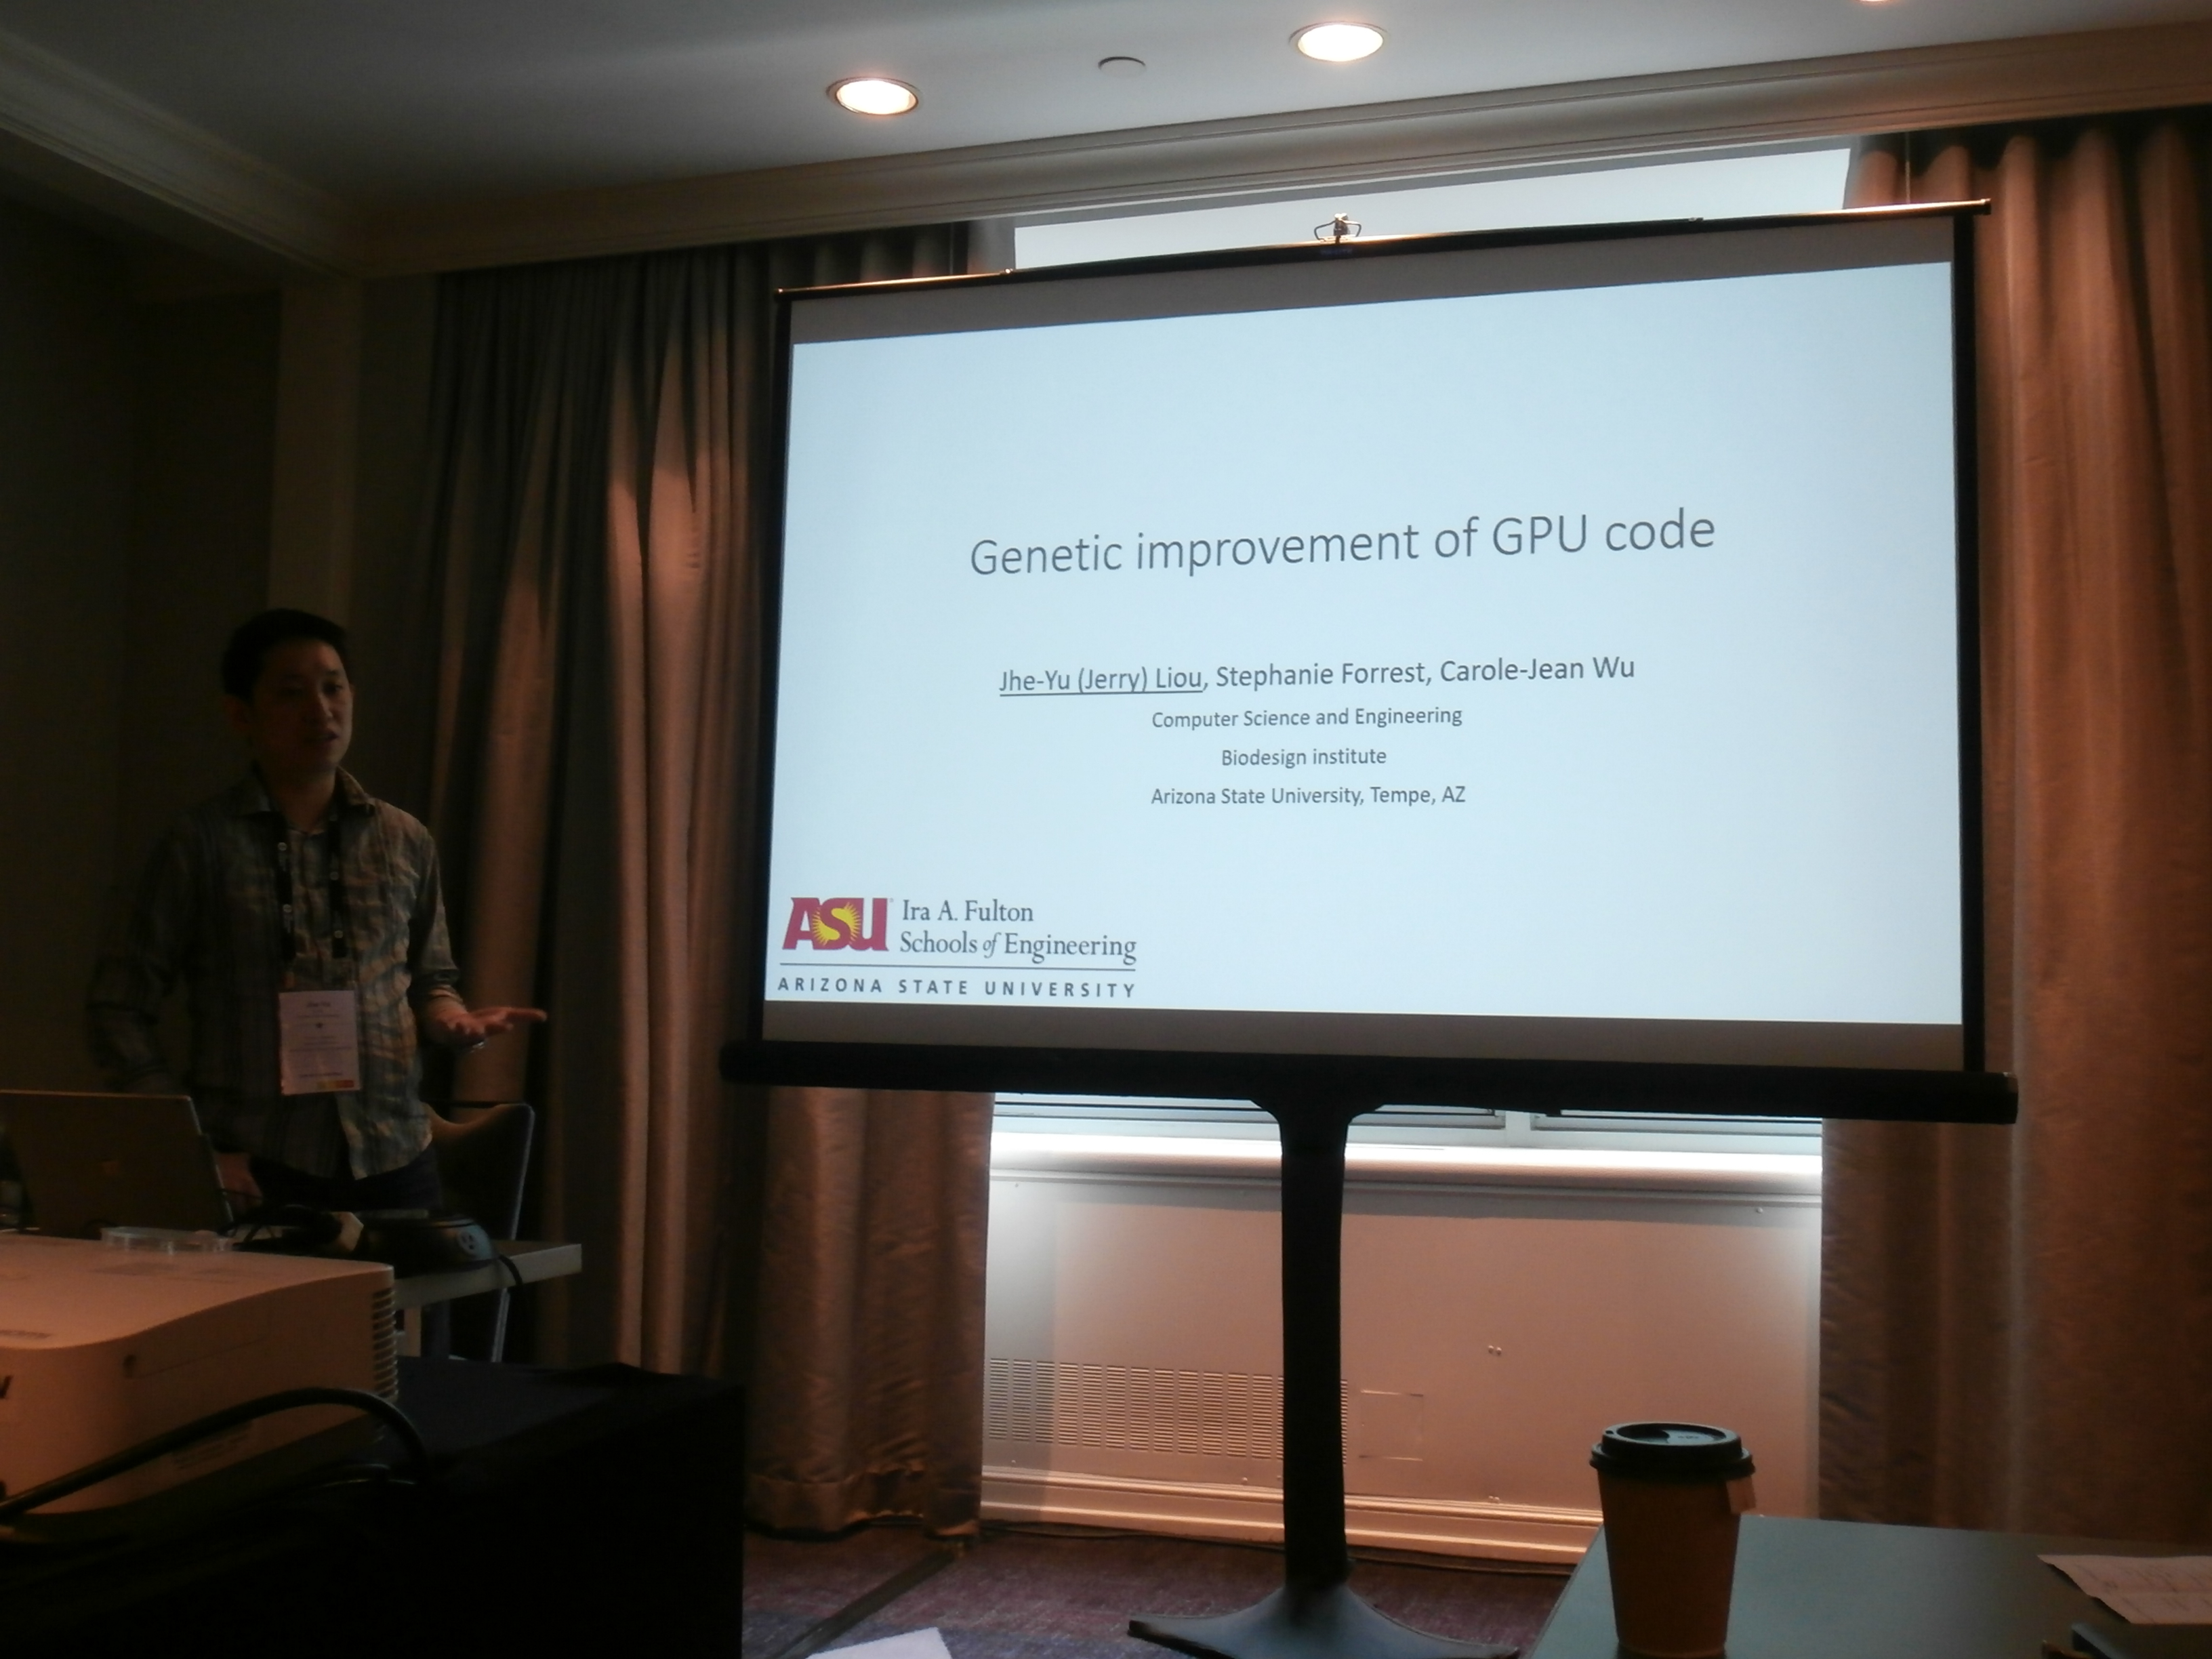 Genetic improvement of GPU code
Jhe-Yu (Jerry) Liou, Stephanie Forrest, Carole-Jean Wu
Computer Science and Engineering
Biodesign institute
Arizona State University, Tempe, AZ
ASU Ira A. Fulton
Schools of Engineering
ARIZONA STATE UNIVERSITY